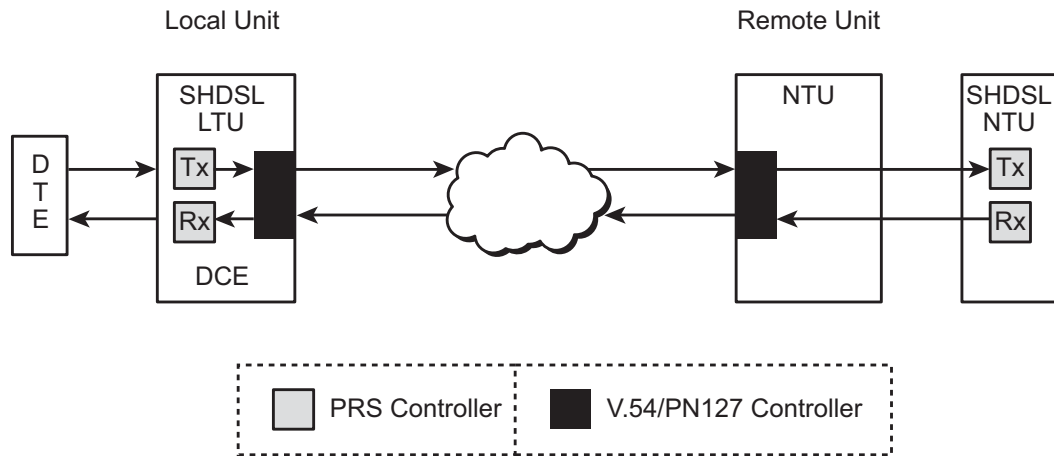 Local Unit
Remote Unit
SHDSL
LTU
NTU
SHDSL
NTU
D
T
E
Tx
Rx
DCE
Tx
Rx
PRS Controller
V.54/PN127 Controller